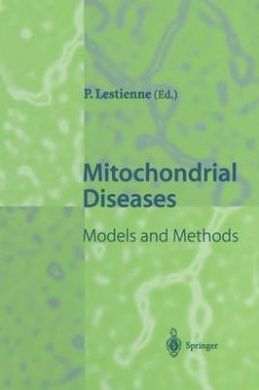 P. Lestienne (Ed.)
Mitochondrial
Diseases
Models and Methods
Springer